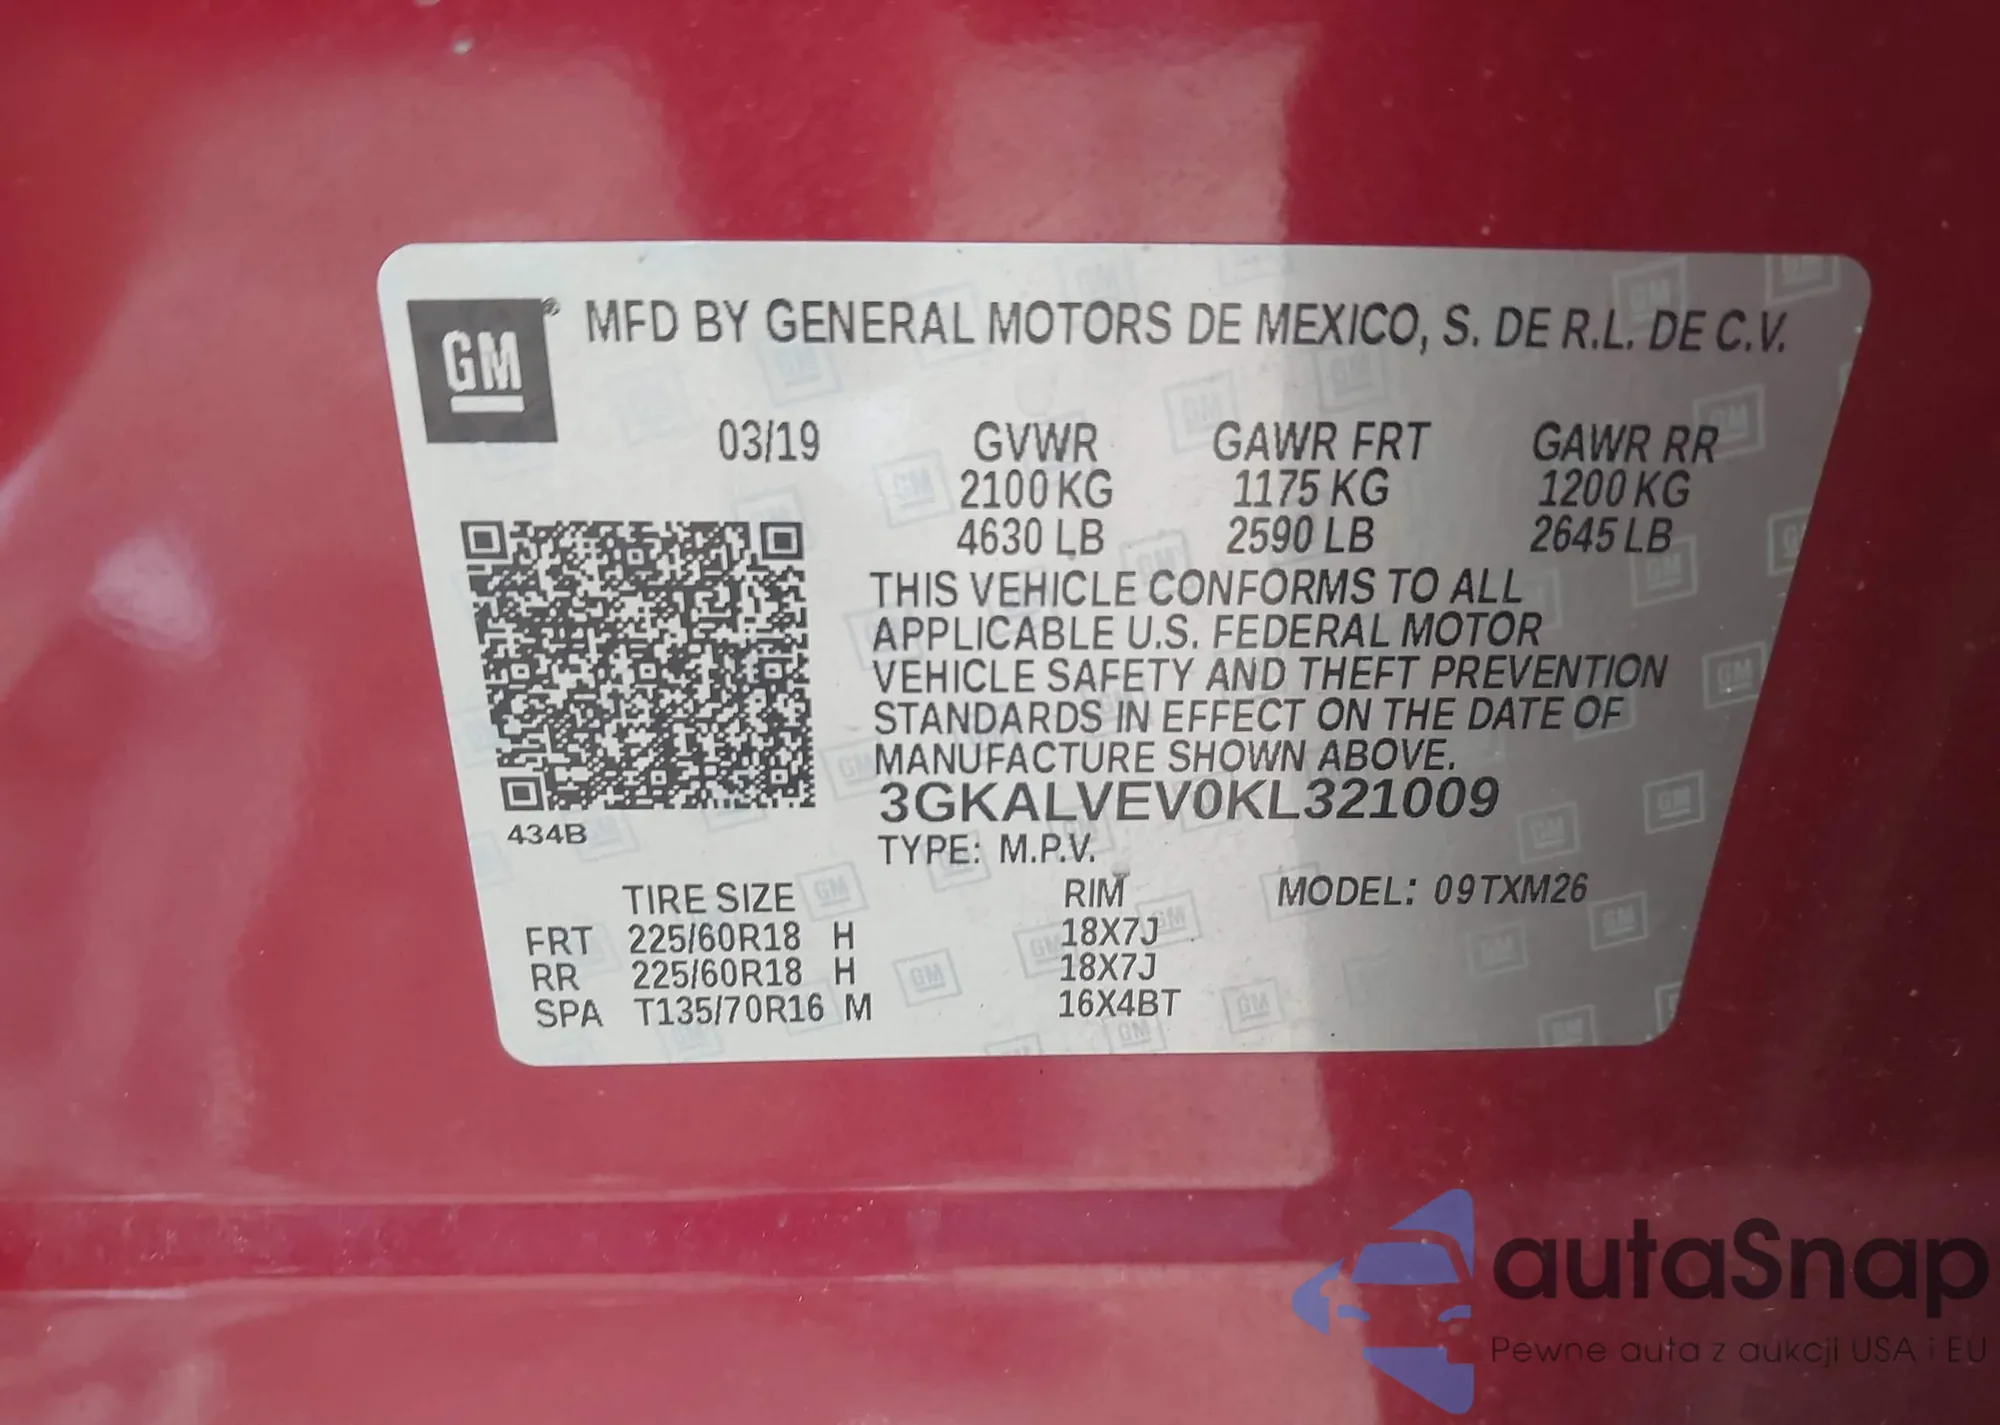 GM® MFD BY GENERAL MOTORS DE MEXICO, S. DE R.L. DE C.V.
03/19 GVWR GAWR FRT GAWR RR
2100 KG 1175 KG 1200 KG
4630 LB 2590 LB 2645 LB
THIS VEHICLE CONFORMS TO ALL
APPLICABLE U.S. FEDERAL MOTOR
VEHICLE SAFETY AND THEFT PREVENTION
STANDARDS IN EFFECT ON THE DATE OF
MANUFACTURE SHOWN ABOVE.
3GKALVEV0KL321009
434B
TYPE: M.P.V.
TIRE SIZE RIM MODEL: 09TXM26
FRT 225/60R18 H 18X7J
RR 225/60R18 H 18X7J
SPA T135/70R16 M 16X4BT
autaSnap
Pewne auta z aukcji USA i EU